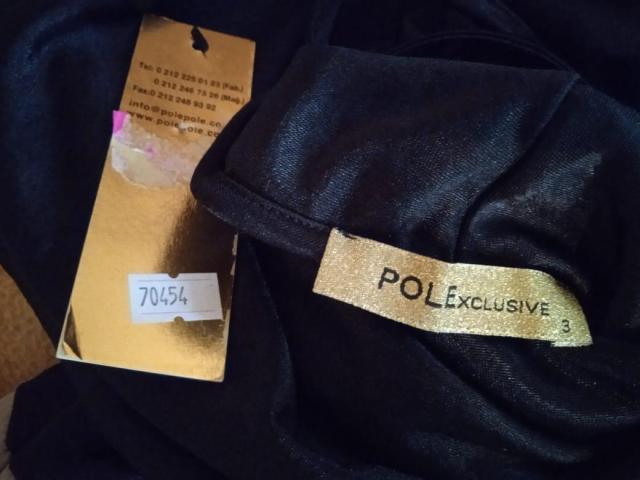 Tel: 0 212 225 01 23 (Fab.)
0 212 246 73 26 (Mağ.)
Fax: 0 212 248 93 92
info@polepole.co
www.polepole.co
70454
POLEXCLUSIVE
3